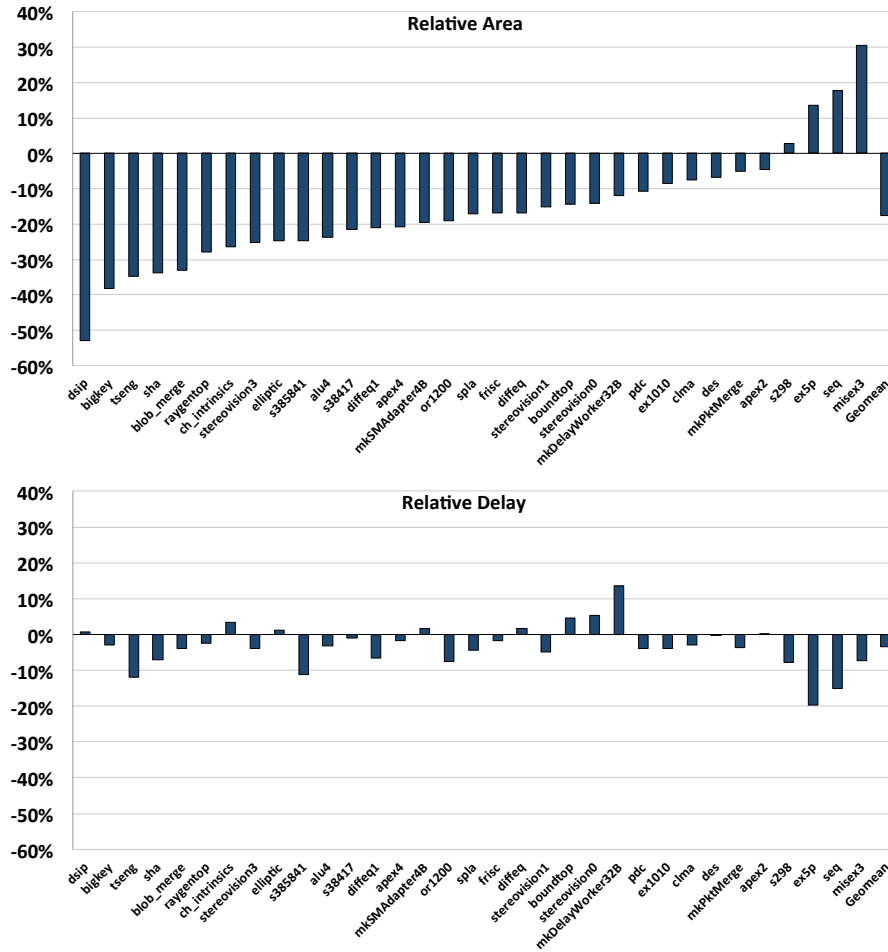 Relative Area
40%
30%
20%
10%
0%
-10%
-20%
-30%
-40%
-50%
-60%
dsip
bigkey
tseng
sha
blob_merge
raygentop
ch_intrinsics
stereovision3
elliptic
s385841
alu4
s38417
diffeq1
apex4
mkSMAdapter4B
or1200
spla
frisc
diffeq
stereovision1
boundtop
stereovision0
mkDelayWorker32B
pdc
ex1010
clma
des
mkPktMerge
apex2
s298
ex5p
seq
misex3
Geomean
Relative Delay
40%
30%
20%
10%
0%
-10%
-20%
-30%
-40%
-50%
-60%
dsip
bigkey
tseng
sha
blob_merge
raygentop
ch_intrinsics
stereovision3
elliptic
s385841
alu4
s38417
diffeq1
apex4
mkSMAdapter4B
or1200
spla
frisc
diffeq
stereovision1
boundtop
stereovision0
mkDelayWorker32B
pdc
ex1010
clma
des
mkPktMerge
apex2
s298
ex5p
seq
misex3
Geomean